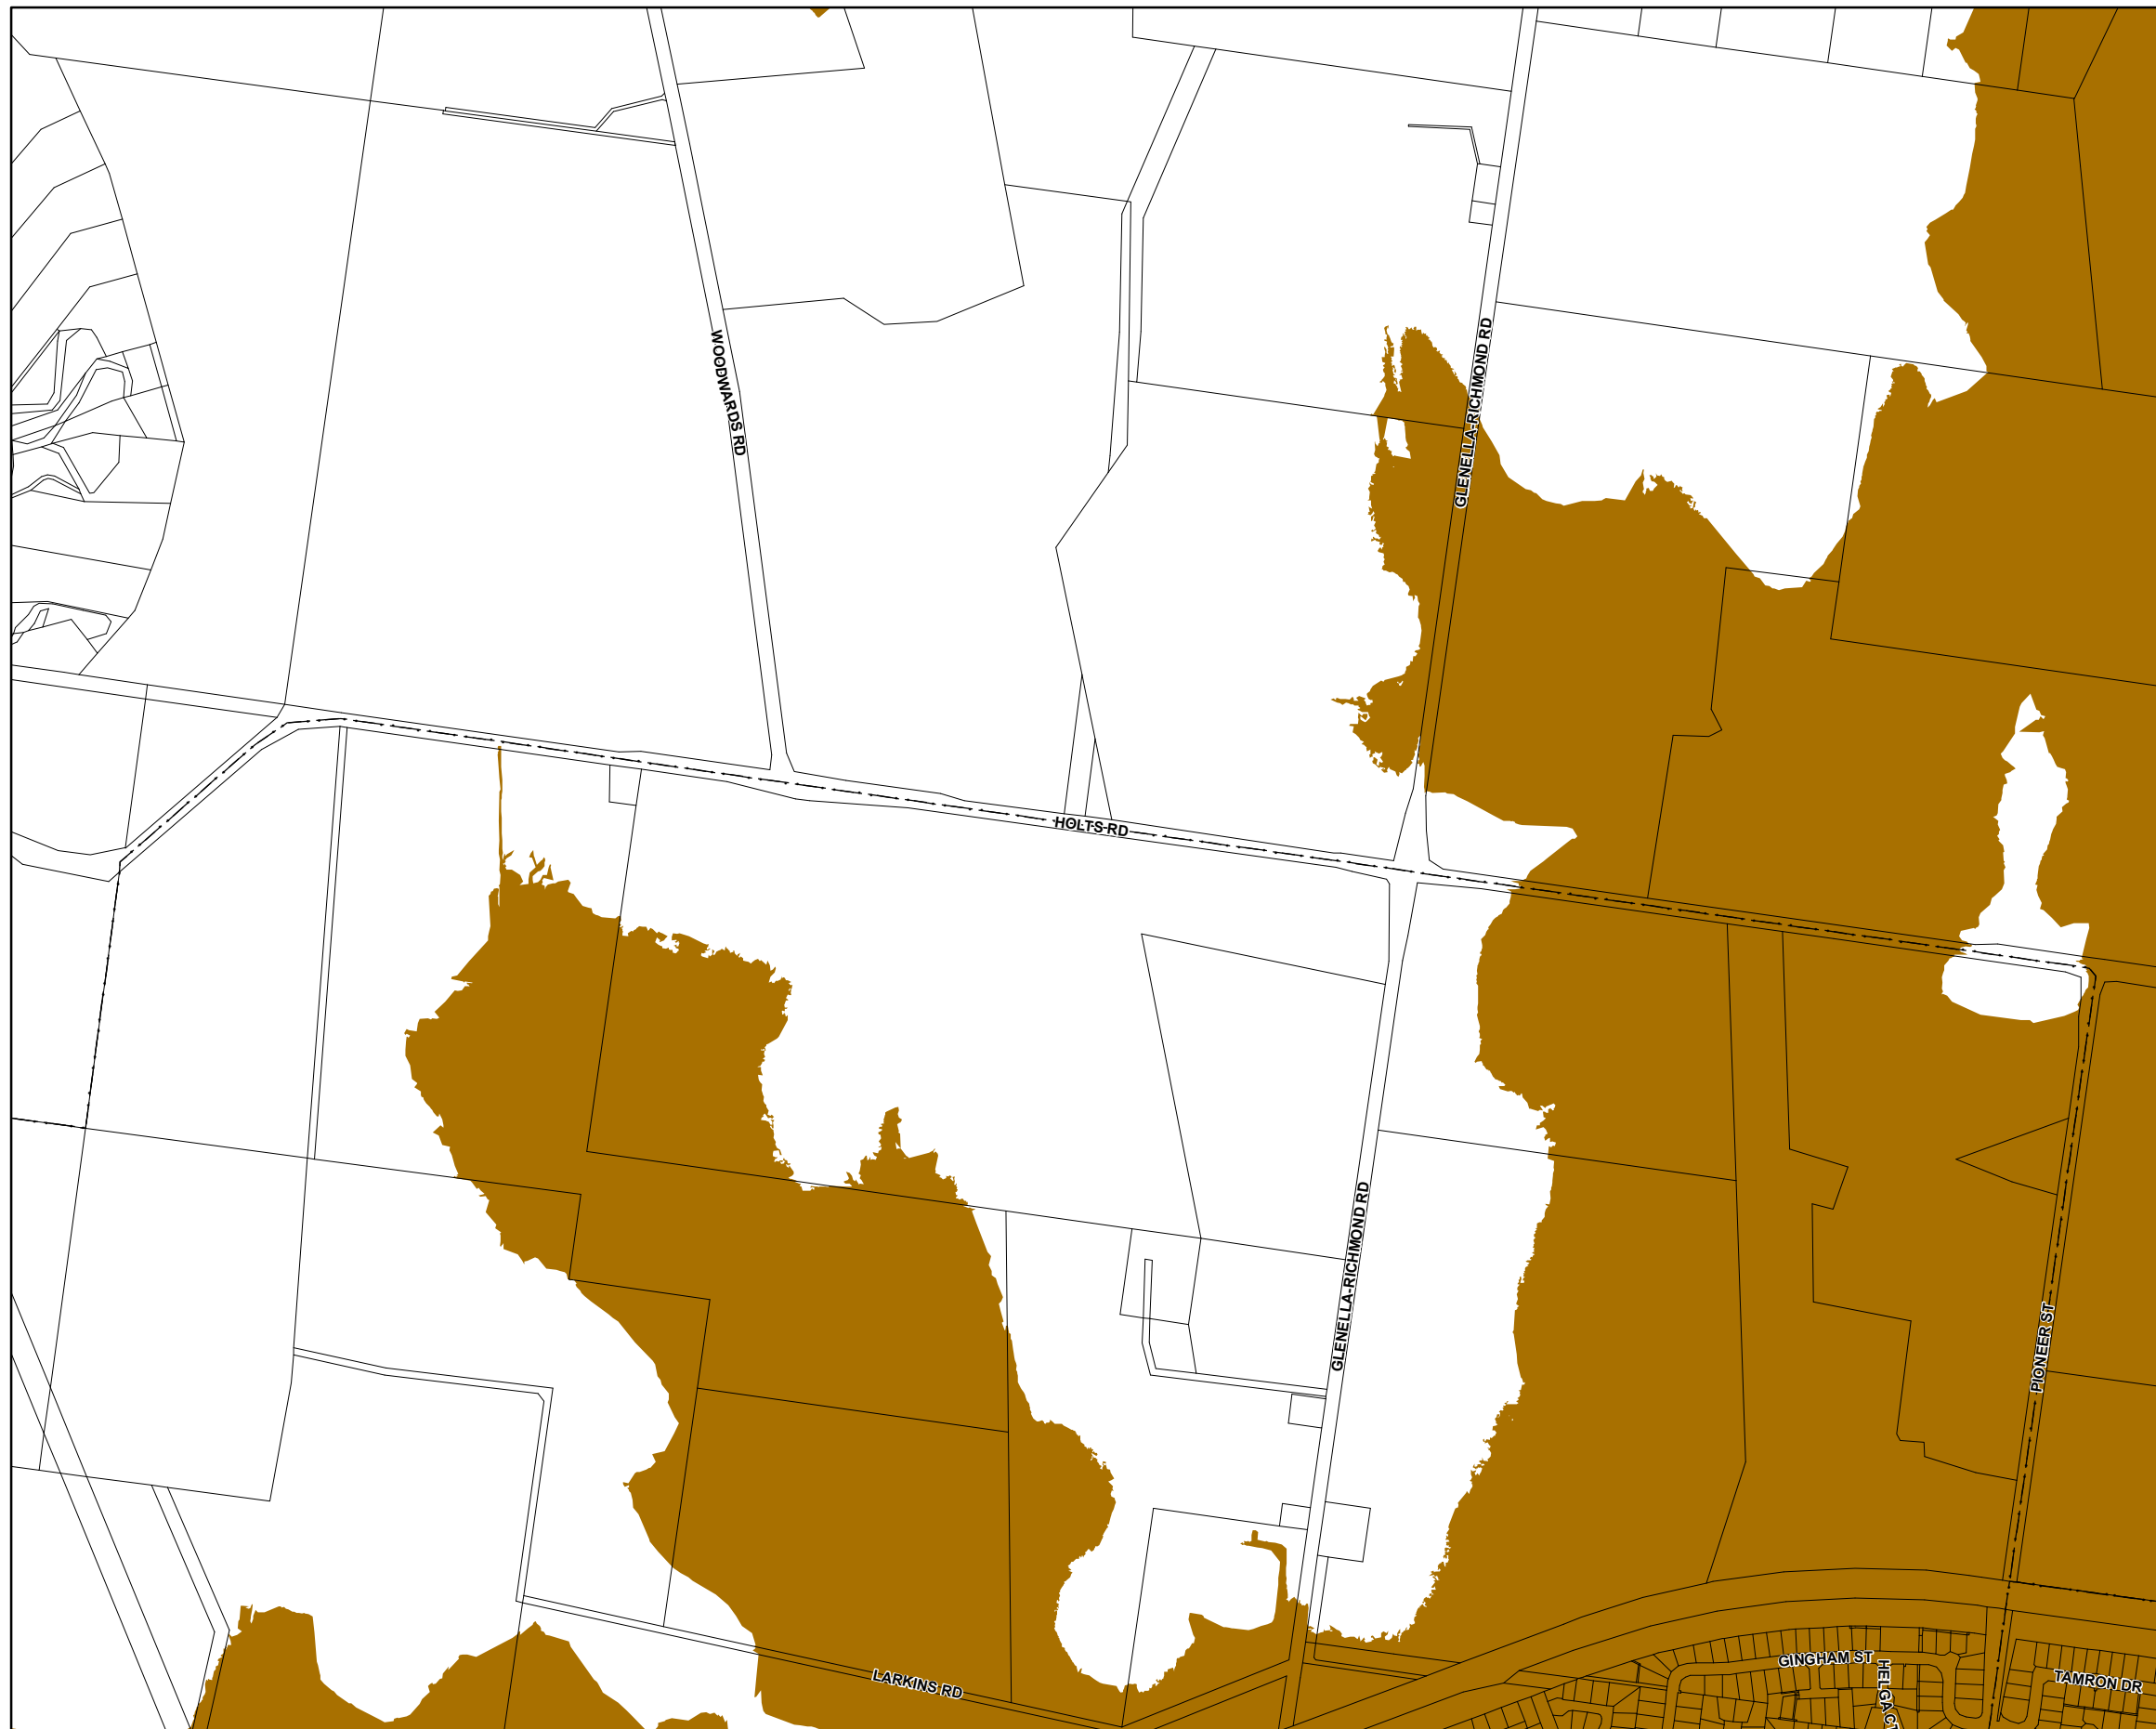 WOODWARDS RD
GLENELLA-RICHMOND RD
HOLTS RD
GLENELLA-RICHMOND RD
PIONEER ST
LARKINS RD
GINGHAM ST
HELGA CT
TAMRON DR